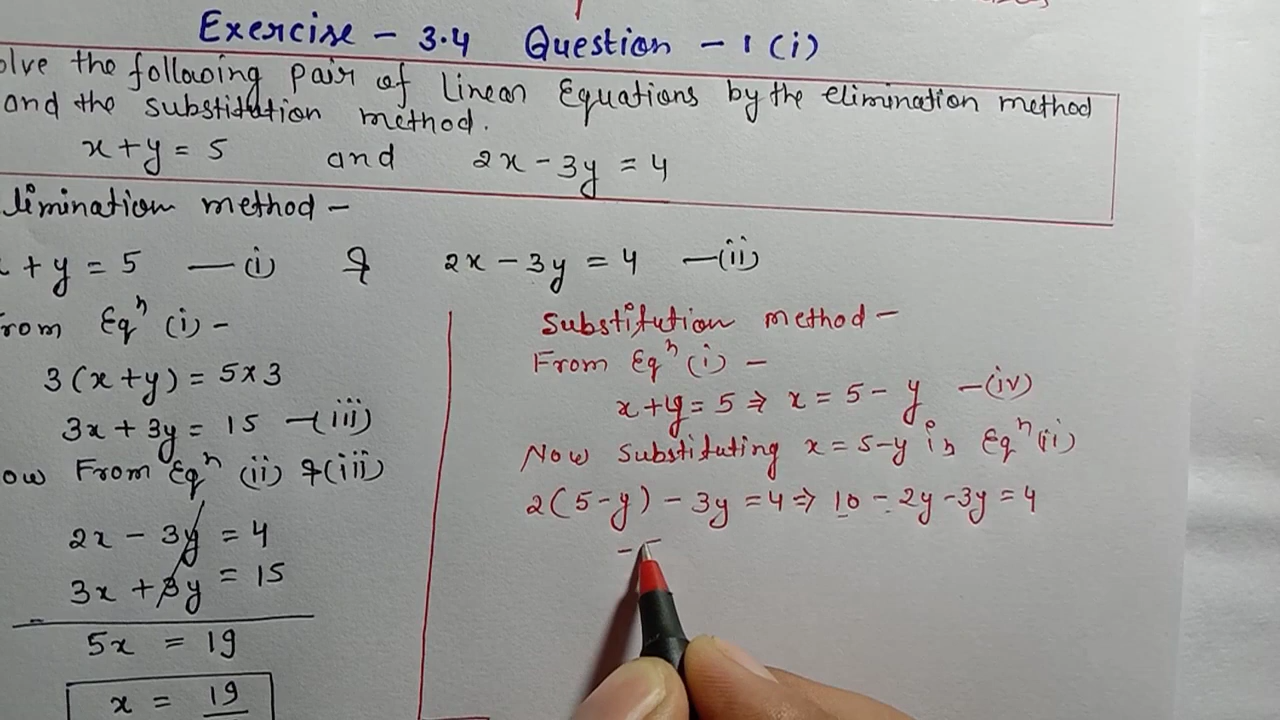 Exercise - 3.4 Question - 1 (i)
olve the following pair of linear Equations by the elimination method
and the substitution method.
x + y = 5 and 2x - 3y = 4
limination method -
x + y = 5 —(i) & 2x - 3y = 4 —(ii)
rom Eqⁿ (i) -
3(x+y) = 5×3
3x + 3y = 15 —(iii)
ow From Eqⁿ (ii) & (iii)
2x - 3y = 4
3x + 3y = 15
5x = 19
x = 19
Substitution method -
From Eqⁿ (i) -
x+y = 5 ⇒ x = 5 - y —(iv)
Now Substituting x = 5-y in Eqⁿ (ii)
2(5-y) - 3y = 4 ⇒ 10 - 2y - 3y = 4